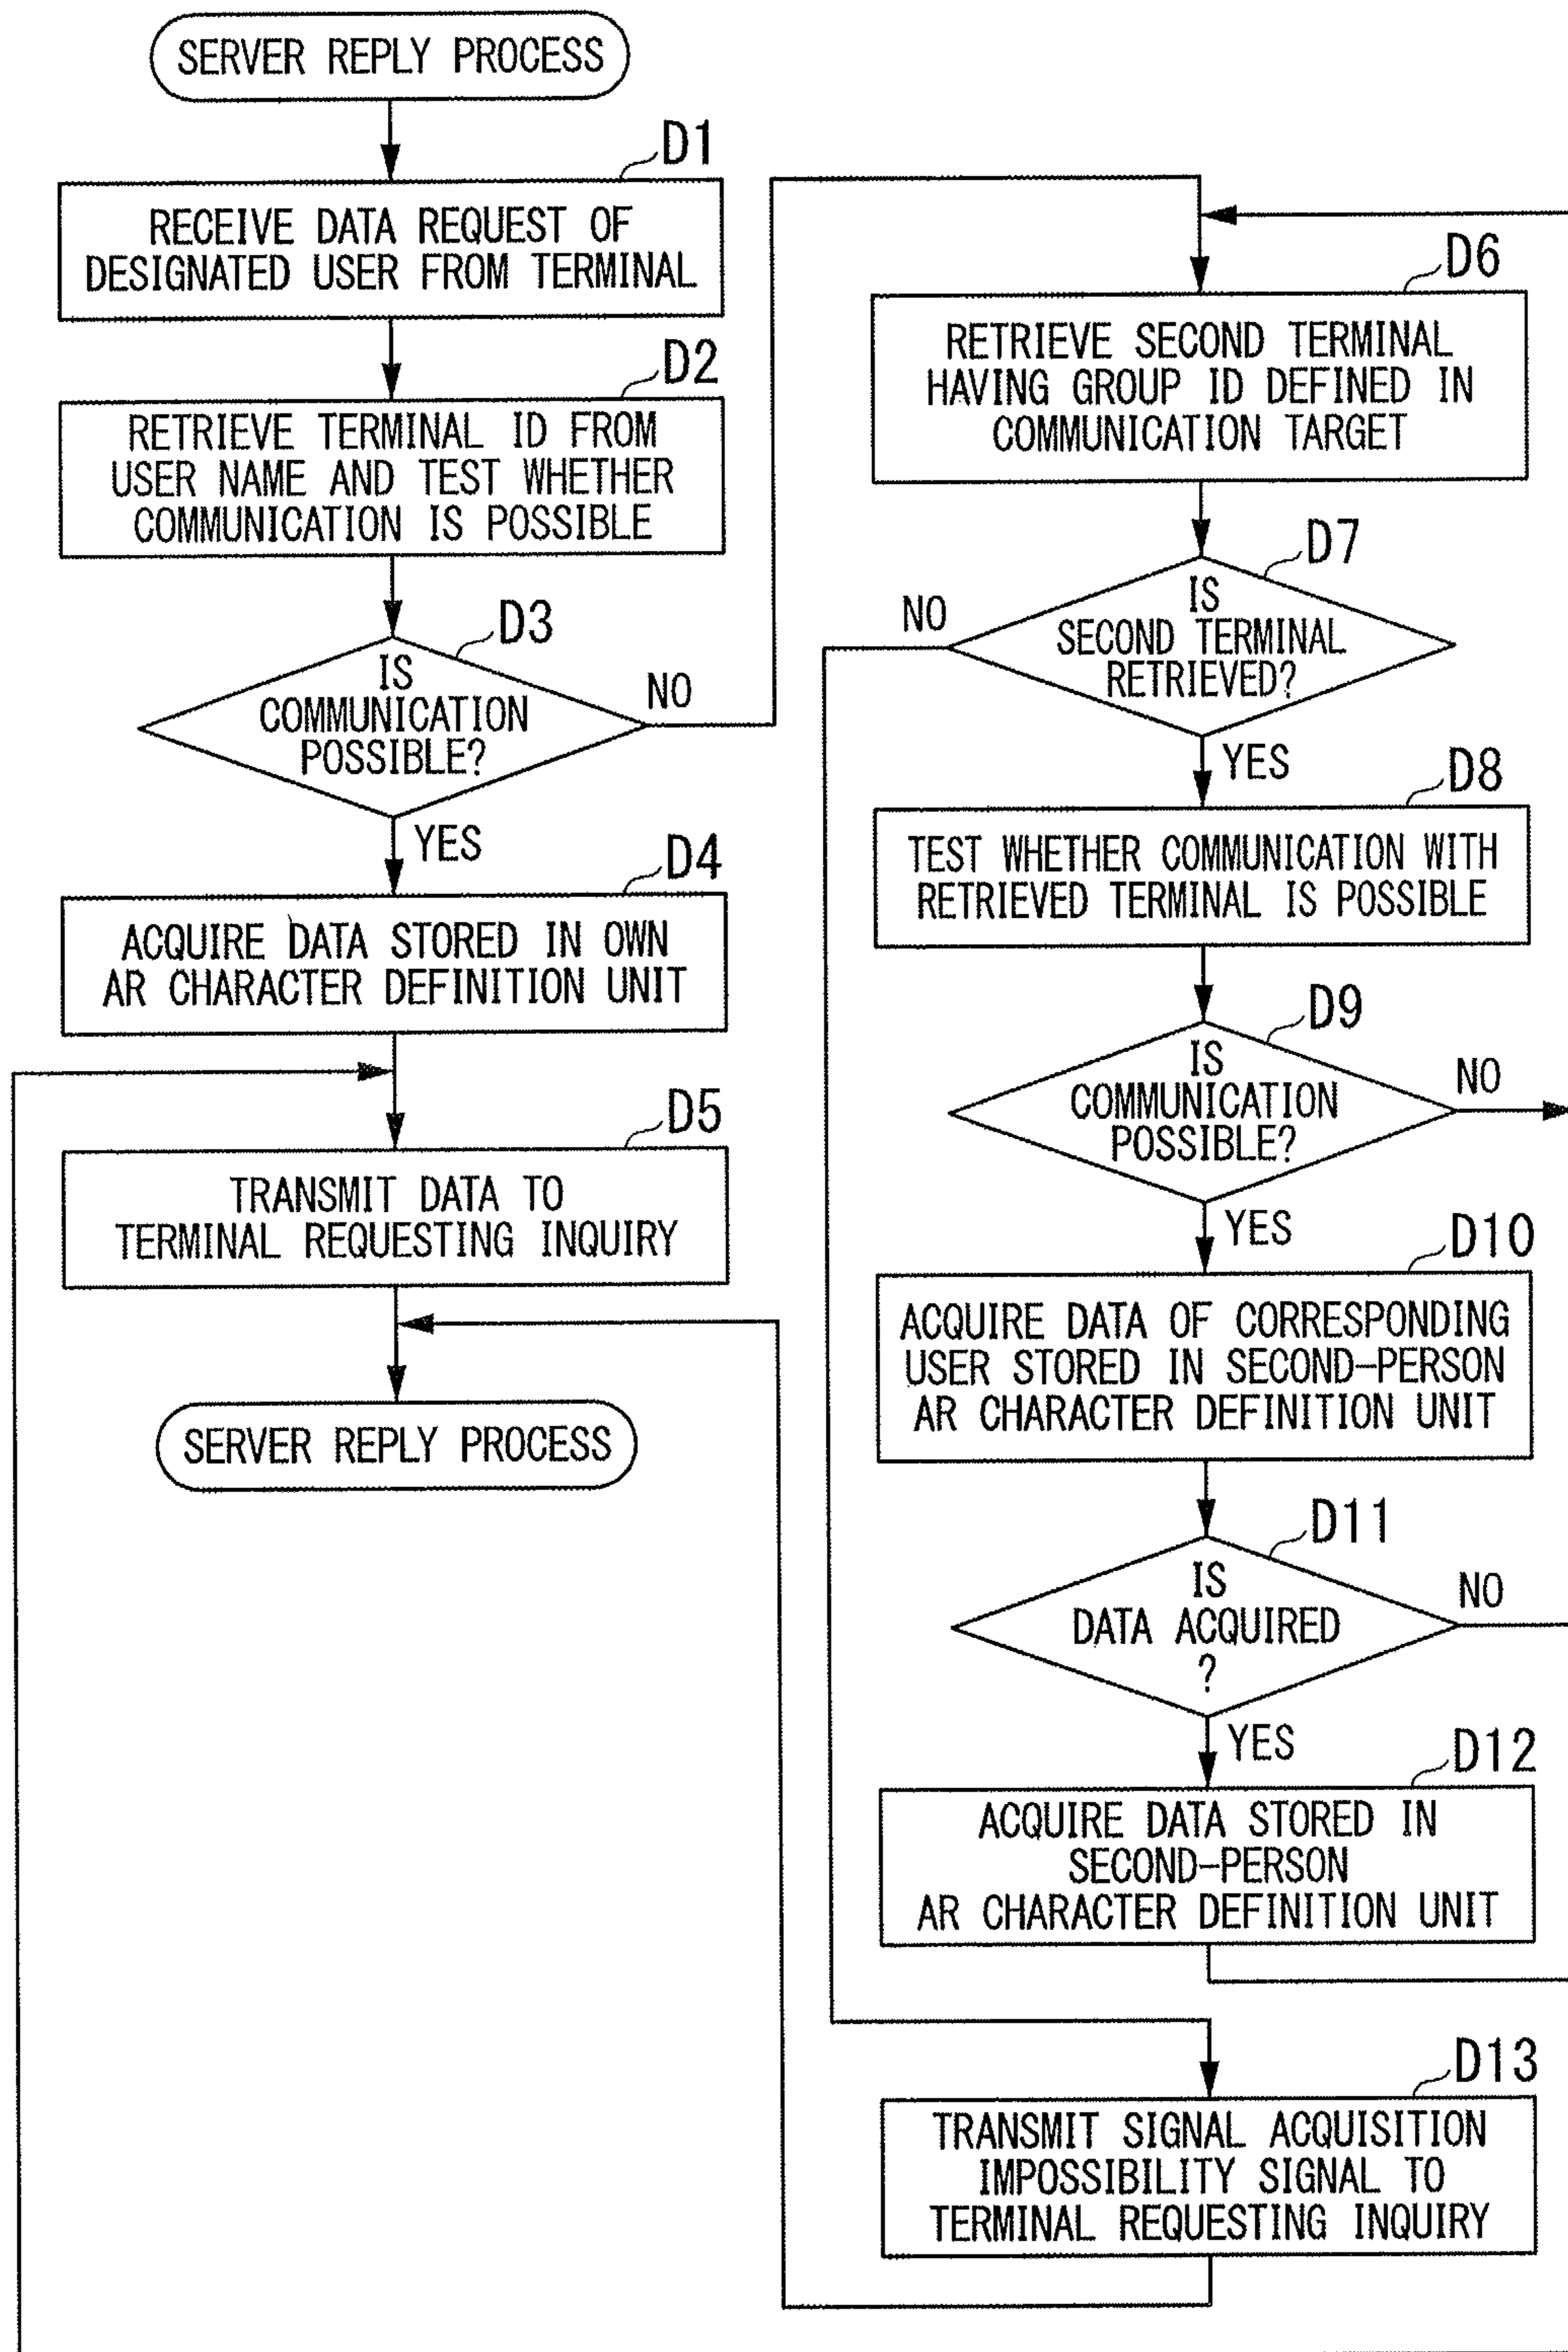 SERVER REPLY PROCESS
D1
RECEIVE DATA REQUEST OF
DESIGNATED USER FROM TERMINAL
D2
RETRIEVE TERMINAL ID FROM
USER NAME AND TEST WHETHER
COMMUNICATION IS POSSIBLE
D3
IS
COMMUNICATION
POSSIBLE?
NO
YES
D4
ACQUIRE DATA STORED IN OWN
AR CHARACTER DEFINITION UNIT
D5
TRANSMIT DATA TO
TERMINAL REQUESTING INQUIRY
SERVER REPLY PROCESS
D6
RETRIEVE SECOND TERMINAL
HAVING GROUP ID DEFINED IN
COMMUNICATION TARGET
D7
IS
SECOND TERMINAL
RETRIEVED?
NO
YES
D8
TEST WHETHER COMMUNICATION WITH
RETRIEVED TERMINAL IS POSSIBLE
D9
IS
COMMUNICATION
POSSIBLE?
NO
YES
D10
ACQUIRE DATA OF CORRESPONDING
USER STORED IN SECOND-PERSON
AR CHARACTER DEFINITION UNIT
D11
IS
DATA ACQUIRED
?
NO
YES
D12
ACQUIRE DATA STORED IN
SECOND-PERSON
AR CHARACTER DEFINITION UNIT
D13
TRANSMIT SIGNAL ACQUISITION
IMPOSSIBILITY SIGNAL TO
TERMINAL REQUESTING INQUIRY